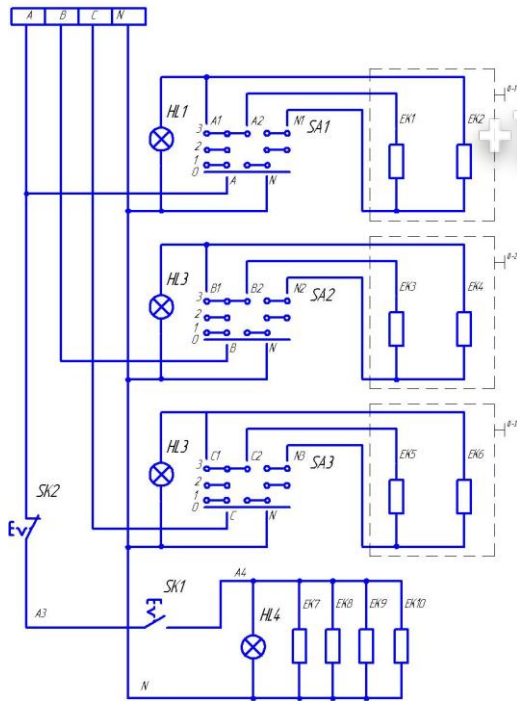 A B C N
HL1 A1 A2 N1 SA1 EK1 EK2
3
2
1
0
A N
HL3 B1 B2 N2 SA2 EK3 EK4
3
2
1
0
B N
HL3 C1 C2 N3 SA3 EK5 EK6
3
2
1
0
C N
SK2
A3 SK1 A4 HL4 EK7 EK8 EK9 EK10
N